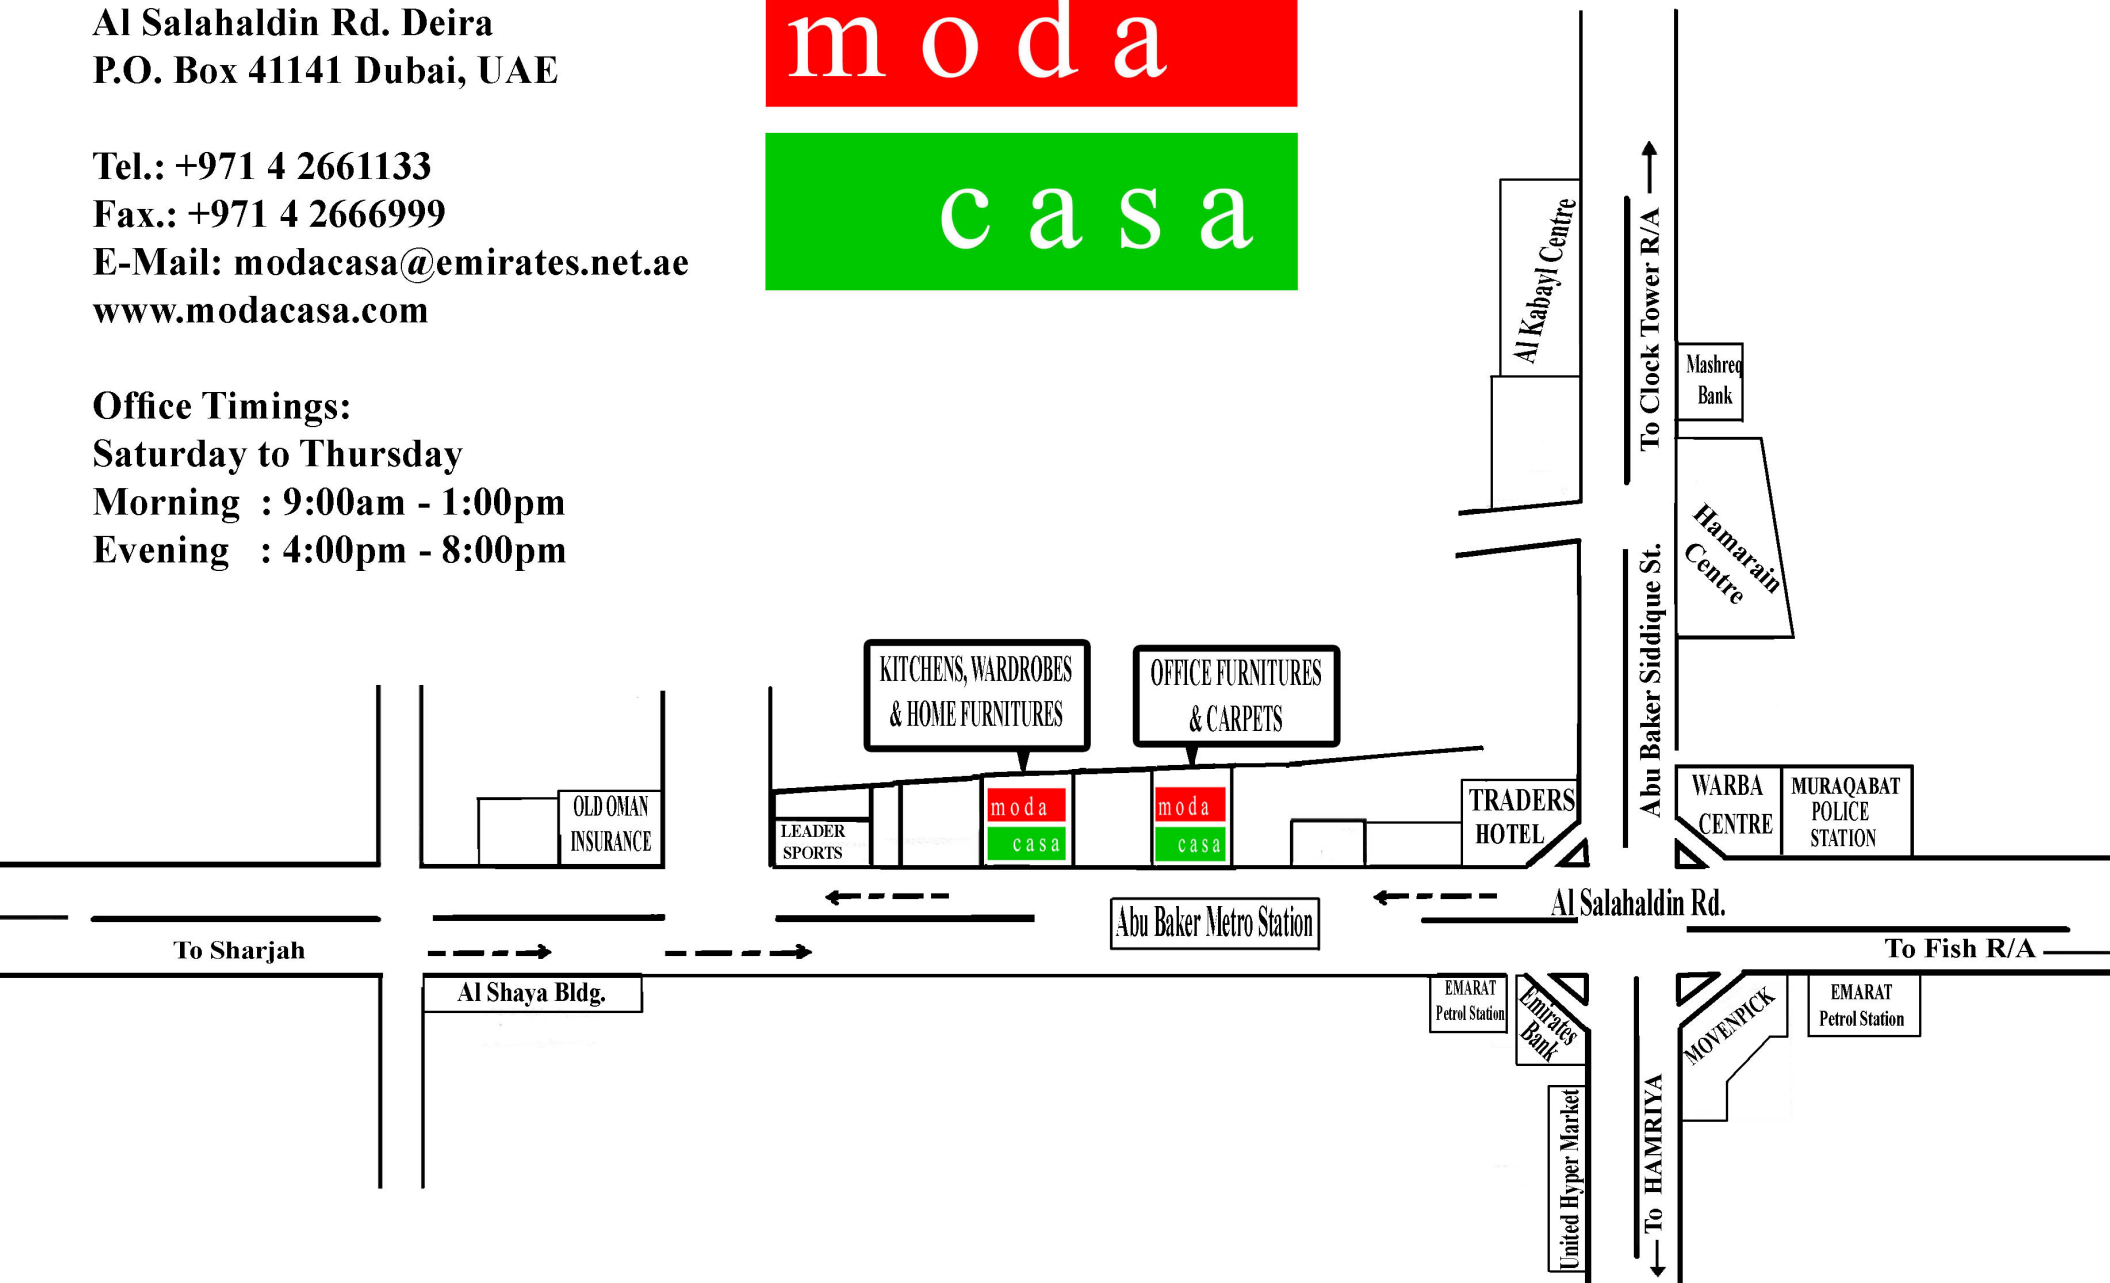 Al Salahaldin Rd. Deira
P.O. Box 41141 Dubai, UAE
Tel.: +971 4 2661133
Fax.: +971 4 2666999
E-Mail: modacasa@emirates.net.ae
www.modacasa.com
Office Timings:
Saturday to Thursday
Morning : 9:00am - 1:00pm
Evening : 4:00pm - 8:00pm
moda
casa
Al Kabayl Centre
To Clock Tower R/A
Mashreq
Bank
Hamarain
Centre
Abu Baker Siddique St.
KITCHENS, WARDROBES
& HOME FURNITURES
OFFICE FURNITURES
& CARPETS
OLD OMAN
INSURANCE
LEADER
SPORTS
moda
casa
moda
casa
TRADERS
HOTEL
WARBA
CENTRE
MURAQABAT
POLICE
STATION
Al Salahaldin Rd.
Abu Baker Metro Station
To Sharjah
To Fish R/A
Al Shaya Bldg.
EMARAT
Petrol Station
Emirates
Bank
MOVENPICK
EMARAT
Petrol Station
United Hyper Market
To HAMRIYA